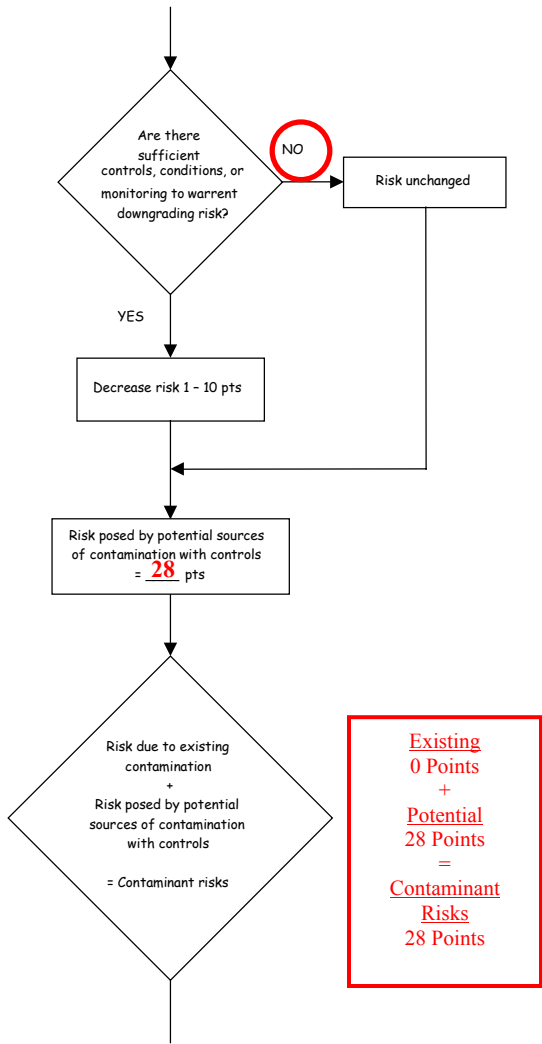 Are there
sufficient
controls, conditions, or
monitoring to warrent
downgrading risk?
NO
Risk unchanged
YES
Decrease risk 1 – 10 pts
Risk posed by potential sources
of contamination with controls
= 28 pts
Risk due to existing
contamination
+
Risk posed by potential
sources of contamination
with controls
= Contaminant risks
Existing
0 Points
+
Potential
28 Points
=
Contaminant
Risks
28 Points